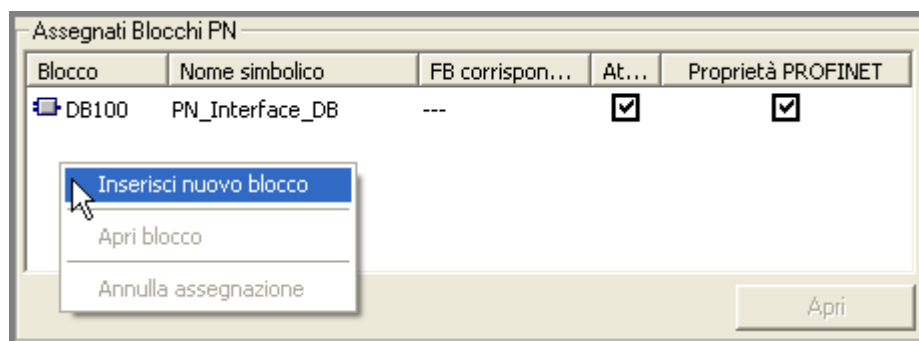 Assegnati Blocchi PN
Blocco Nome simbolico FB corrispon... At... Proprietà PROFINET
DB100 PN_Interface_DB ---
Inserisci nuovo blocco
Apri blocco
Annulla assegnazione
Apri